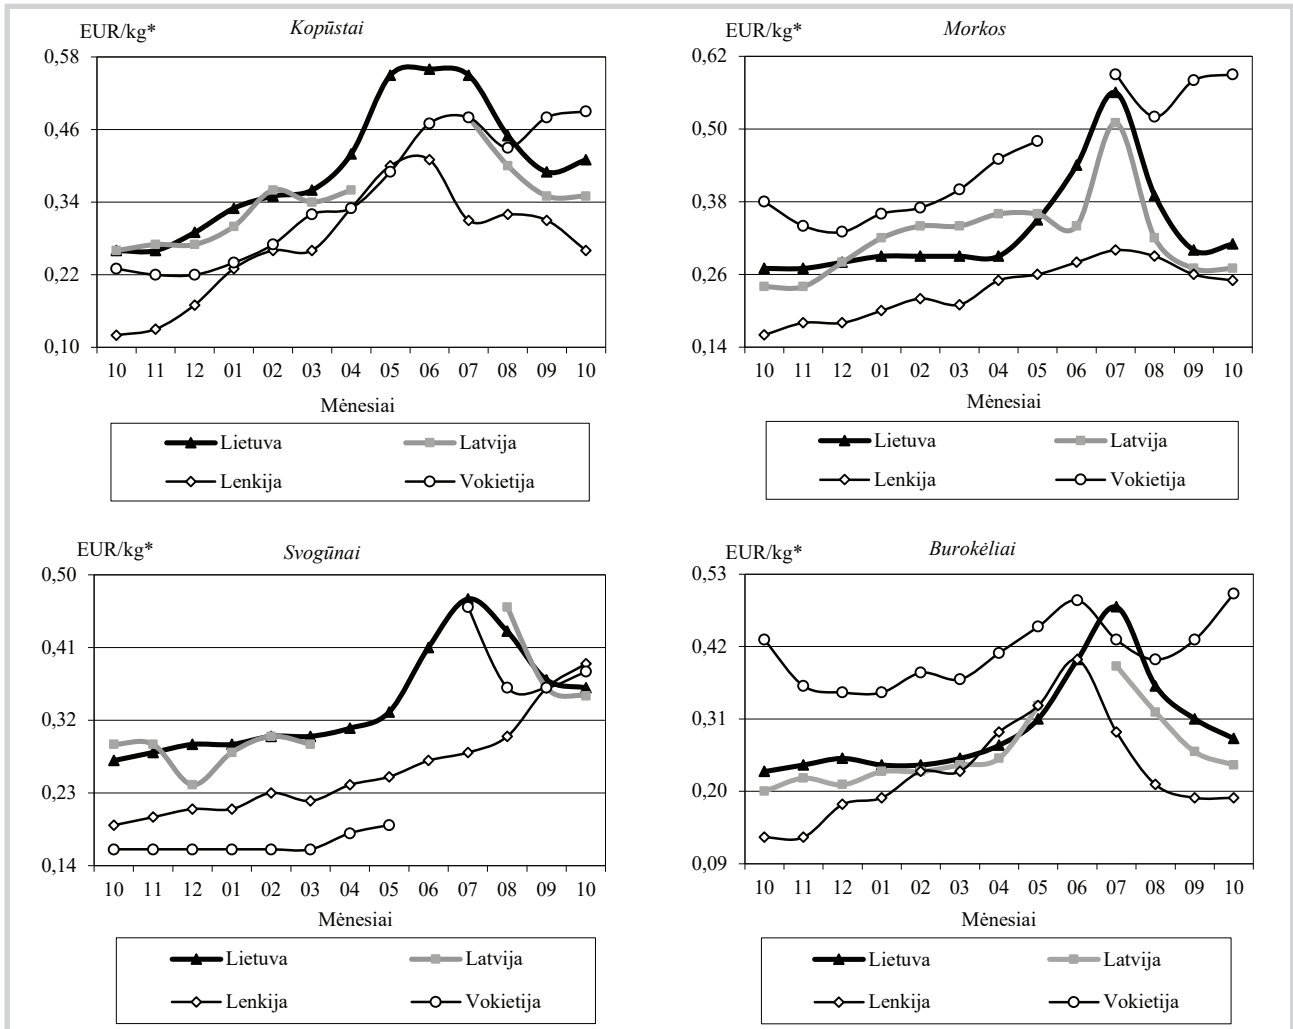 EUR/kg*
Kopūstai
0,58
0,46
0,34
0,22
0,10
10 11 12 01 02 03 04 05 06 07 08 09 10
Mėnesiai
Lietuva Latvija
Lenkija Vokietija
EUR/kg*
Morkos
0,62
0,50
0,38
0,26
0,14
10 11 12 01 02 03 04 05 06 07 08 09 10
Mėnesiai
Lietuva Latvija
Lenkija Vokietija
EUR/kg*
Svogūnai
0,50
0,41
0,32
0,23
0,14
10 11 12 01 02 03 04 05 06 07 08 09 10
Mėnesiai
Lietuva Latvija
Lenkija Vokietija
EUR/kg*
Burokėliai
0,53
0,42
0,31
0,20
0,09
10 11 12 01 02 03 04 05 06 07 08 09 10
Mėnesiai
Lietuva Latvija
Lenkija Vokietija